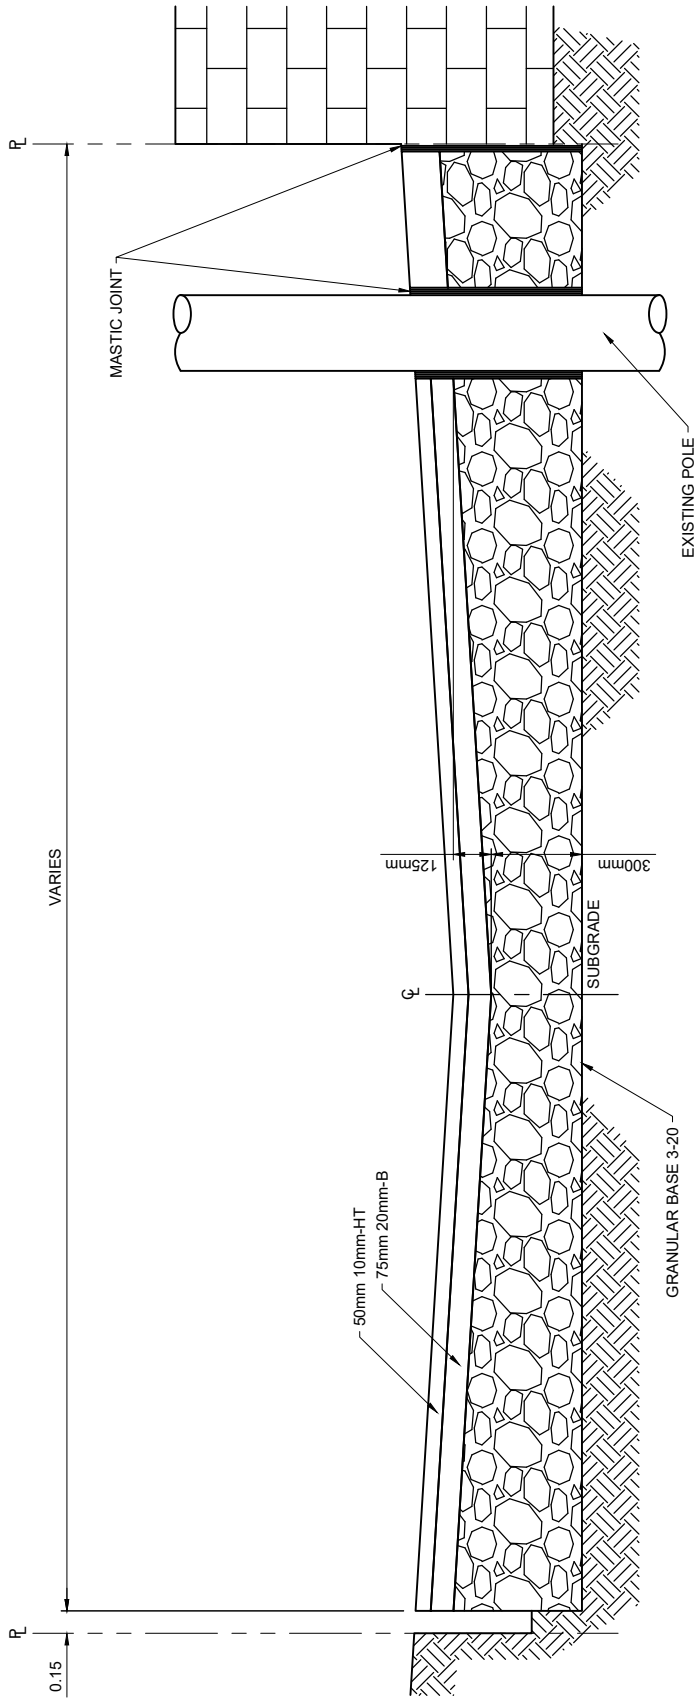 PL
PL
0.15
VARIES
MASTIC JOINT
50mm 10mm-HT
75mm 20mm-B
℄
125mm
300mm
SUBGRADE
GRANULAR BASE 3-20
EXISTING POLE